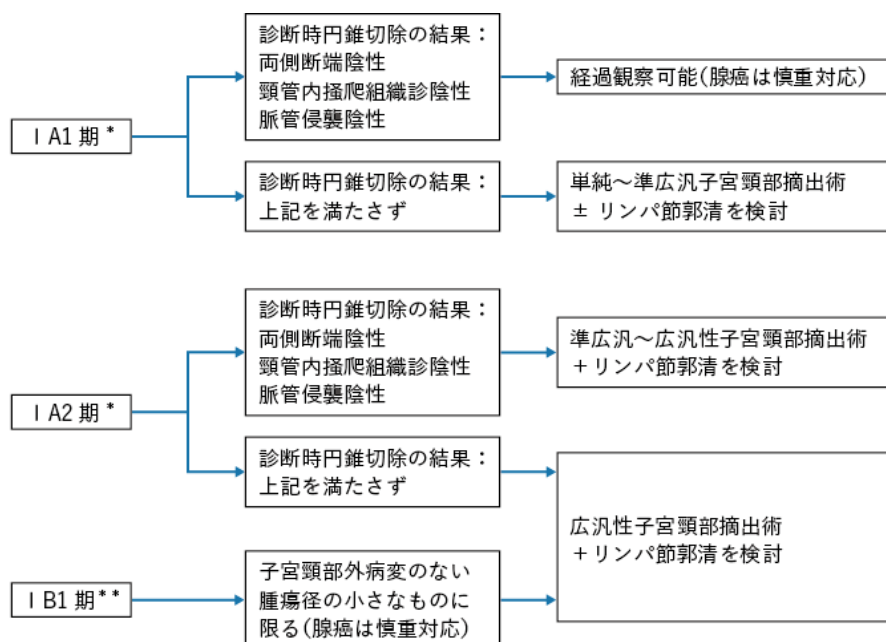 診断時円錐切除の結果：
両側断端陰性
頸管内掻爬組織診陰性
脈管侵襲陰性
経過観察可能(腺癌は慎重対応)
ⅠA1期*
診断時円錐切除の結果：
上記を満たさず
単純〜準広汎子宮頸部摘出術
± リンパ節郭清を検討
診断時円錐切除の結果：
両側断端陰性
頸管内掻爬組織診陰性
脈管侵襲陰性
準広汎〜広汎性子宮頸部摘出術
＋リンパ節郭清を検討
ⅠA2期*
診断時円錐切除の結果：
上記を満たさず
広汎性子宮頸部摘出術
＋リンパ節郭清を検討
ⅠB1期**
子宮頸部外病変のない
腫瘍径の小さなものに
限る(腺癌は慎重対応)